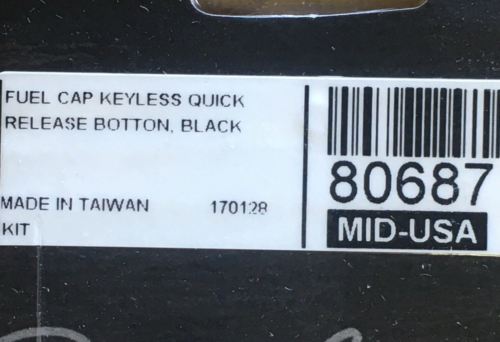 FUEL CAP KEYLESS QUICK
RELEASE BOTTON, BLACK
MADE IN TAIWAN 170128
KIT
80687
MID-USA